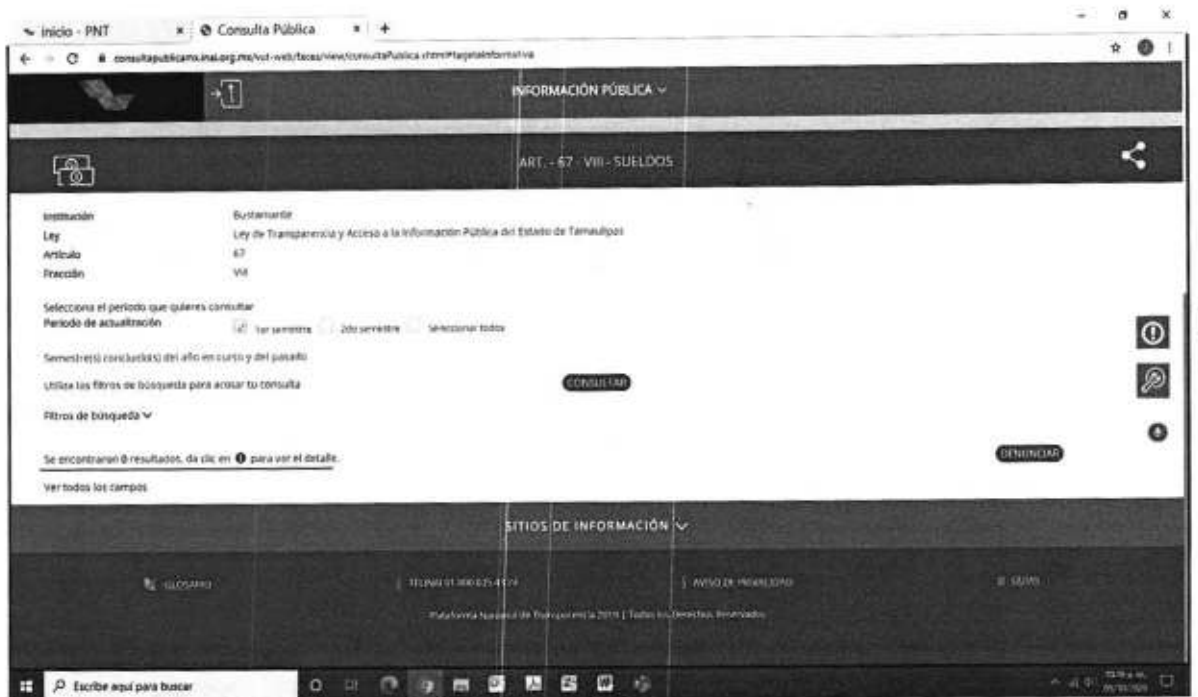 inicio - PNT
Consulta Pública
consultapublicamx.inai.org.mx/vut-web/faces/view/consultaPublica.xhtml#tarjetaInformativa
INFORMACIÓN PÚBLICA
ART. - 67 - VIII - SUELDOS
Institución Bustamante
Ley Ley de Transparencia y Acceso a la Información Pública del Estado de Tamaulipas
Artículo 67
Fracción VIII
Selecciona el periodo que quieres consultar
Periodo de actualización 1er semestre 2do semestre Seleccionar todos
Semestre(s) concluido(s) del año en curso y del pasado
Utiliza los filtros de búsqueda para acotar tu consulta CONSULTAR
Filtros de búsqueda
Se encontraron 0 resultados, da clic en para ver el detalle. DENUNCIAR
Ver todos los campos
SITIOS DE INFORMACIÓN
GLOSARIO TELINAI 01 800 835 4324 AVISO DE PRIVACIDAD
Plataforma Nacional de Transparencia 2019 | Todos los Derechos Reservados
Escribe aquí para buscar